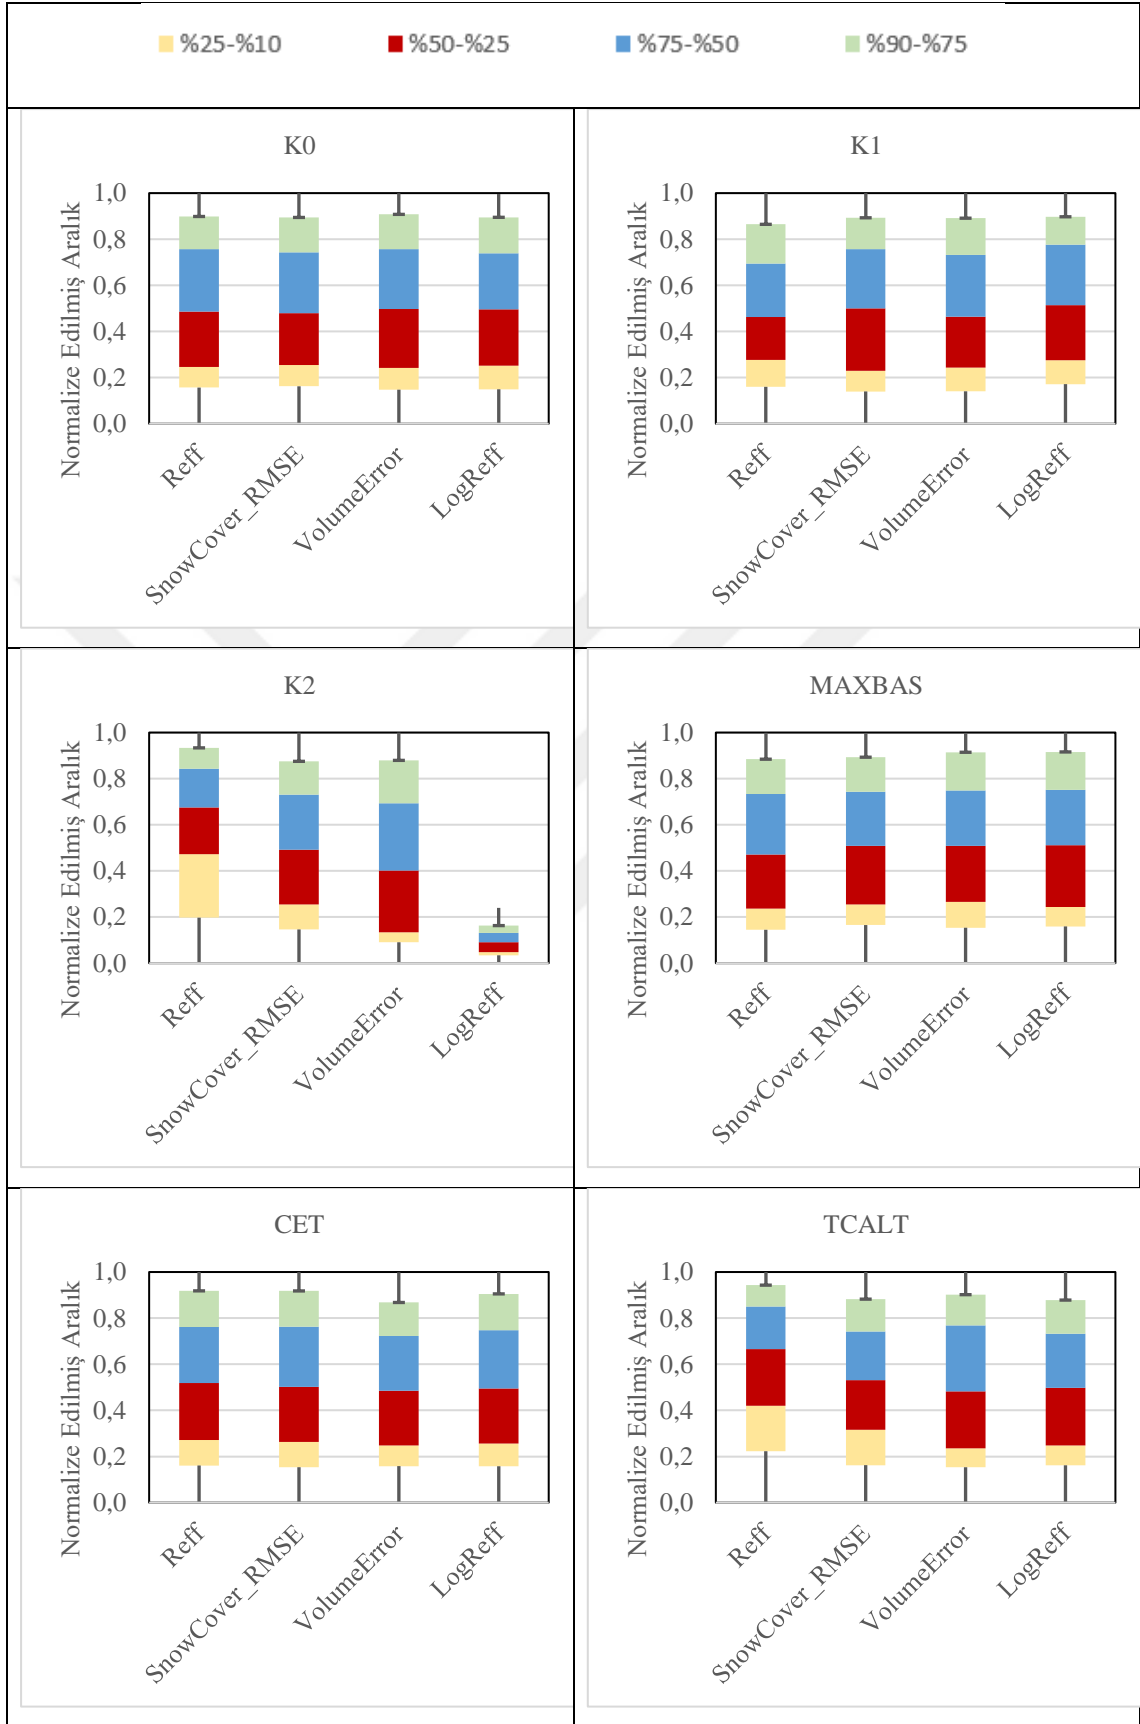 %25-%10 %50-%25 %75-%50 %90-%75
K0
Normalize Edilmiş Aralık
1,0
0,8
0,6
0,4
0,2
0,0
Reff
SnowCover_RMSE
VolumeError
LogReff
K1
Normalize Edilmiş Aralık
1,0
0,8
0,6
0,4
0,2
0,0
Reff
SnowCover_RMSE
VolumeError
LogReff
K2
Normalize Edilmiş Aralık
1,0
0,8
0,6
0,4
0,2
0,0
Reff
SnowCover_RMSE
VolumeError
LogReff
MAXBAS
Normalize Edilmiş Aralık
1,0
0,8
0,6
0,4
0,2
0,0
Reff
SnowCover_RMSE
VolumeError
LogReff
CET
Normalize Edilmiş Aralık
1,0
0,8
0,6
0,4
0,2
0,0
Reff
SnowCover_RMSE
VolumeError
LogReff
TCALT
Normalize Edilmiş Aralık
1,0
0,8
0,6
0,4
0,2
0,0
Reff
SnowCover_RMSE
VolumeError
LogReff